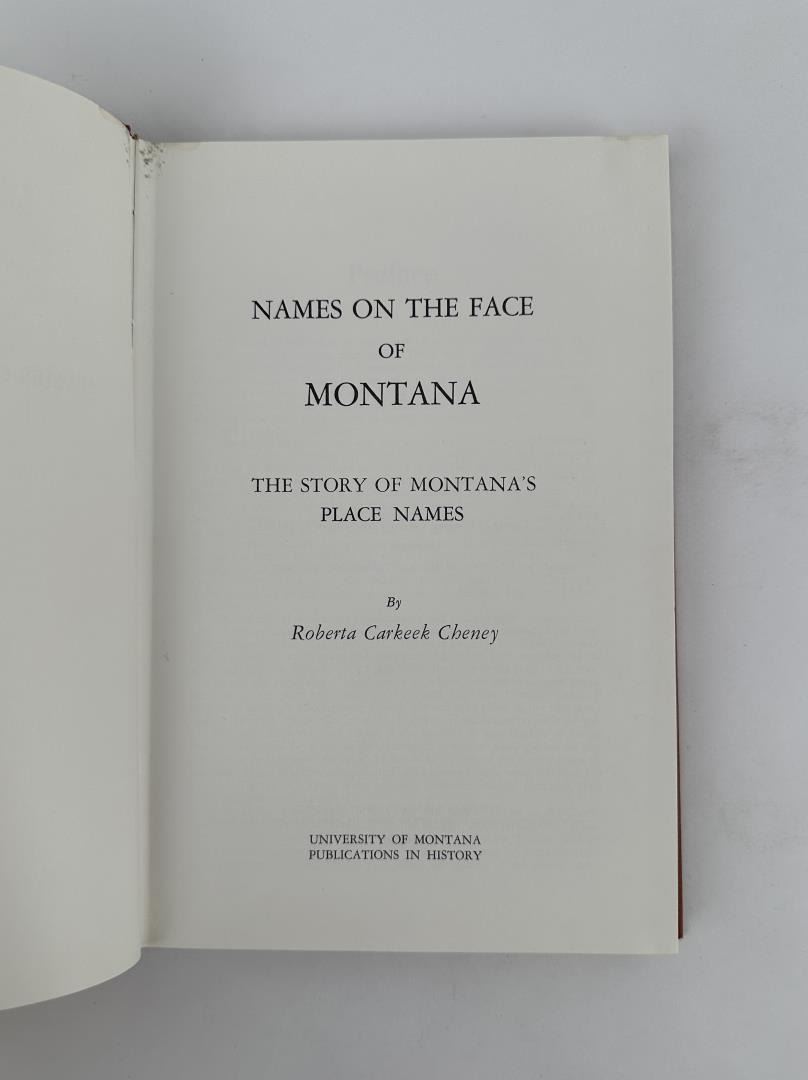 NAMES ON THE FACE
OF
MONTANA
THE STORY OF MONTANA'S
PLACE NAMES
By
Roberta Carkeek Cheney
UNIVERSITY OF MONTANA
PUBLICATIONS IN HISTORY